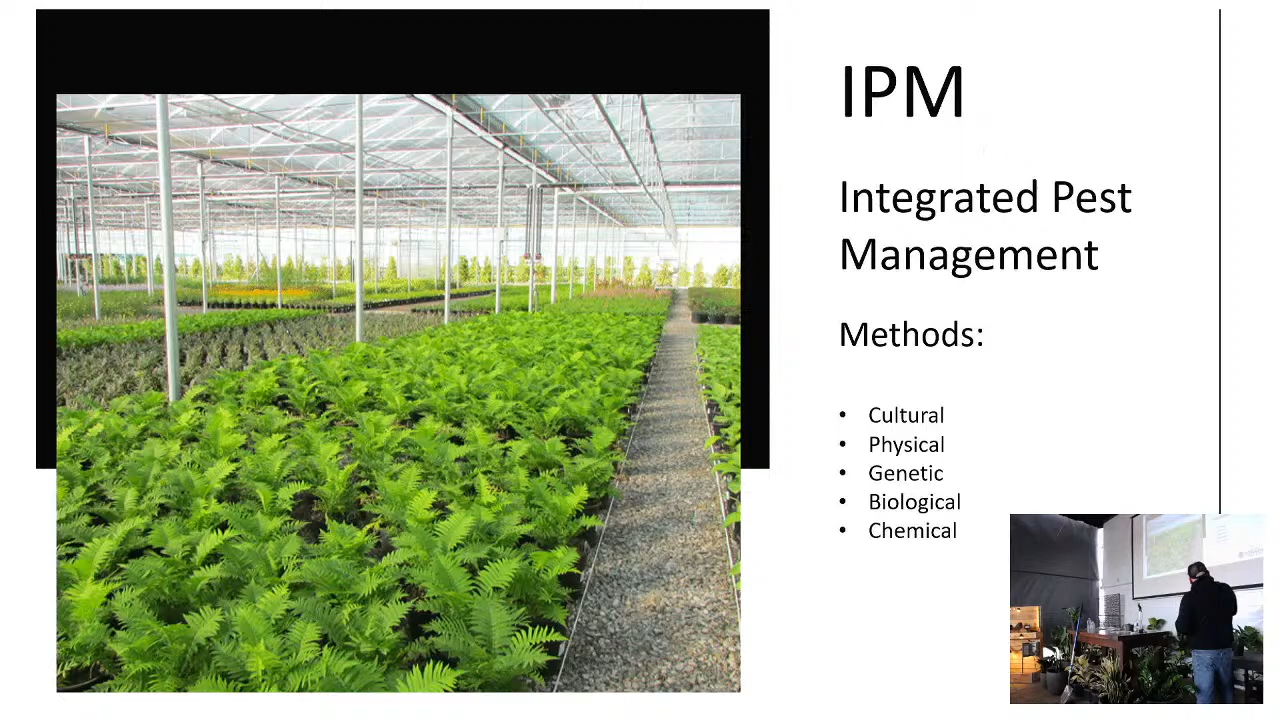 IPM
Integrated Pest
Management
Methods:
• Cultural
• Physical
• Genetic
• Biological
• Chemical